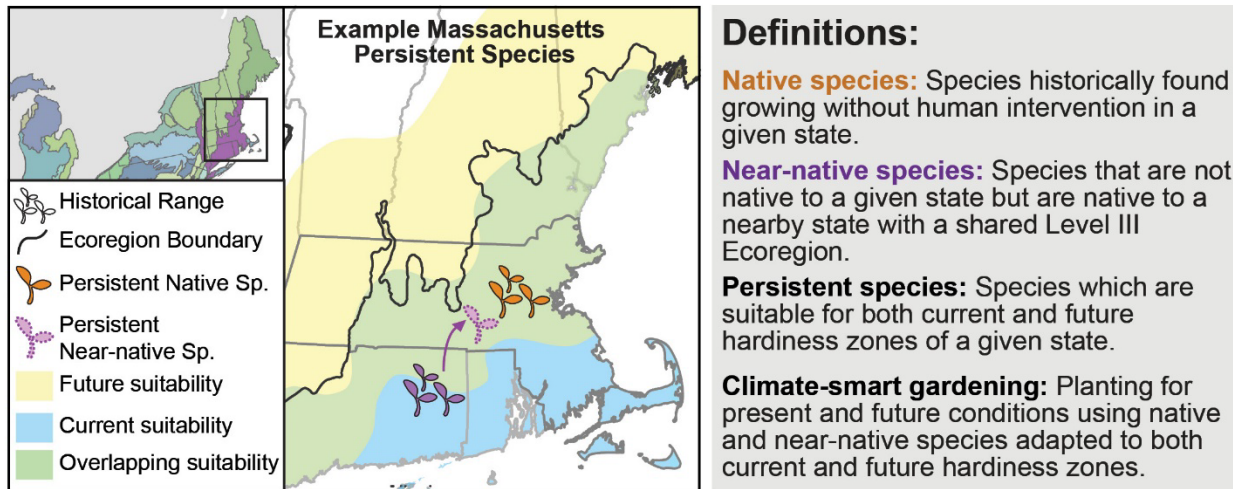 Example Massachusetts
Persistent Species
Historical Range
Ecoregion Boundary
Persistent Native Sp.
Persistent
Near-native Sp.
Future suitability
Current suitability
Overlapping suitability
Definitions:
Native species: Species historically found
growing without human intervention in a
given state.
Near-native species: Species that are not
native to a given state but are native to a
nearby state with a shared Level III
Ecoregion.
Persistent species: Species which are
suitable for both current and future
hardiness zones of a given state.
Climate-smart gardening: Planting for
present and future conditions using native
and near-native species adapted to both
current and future hardiness zones.